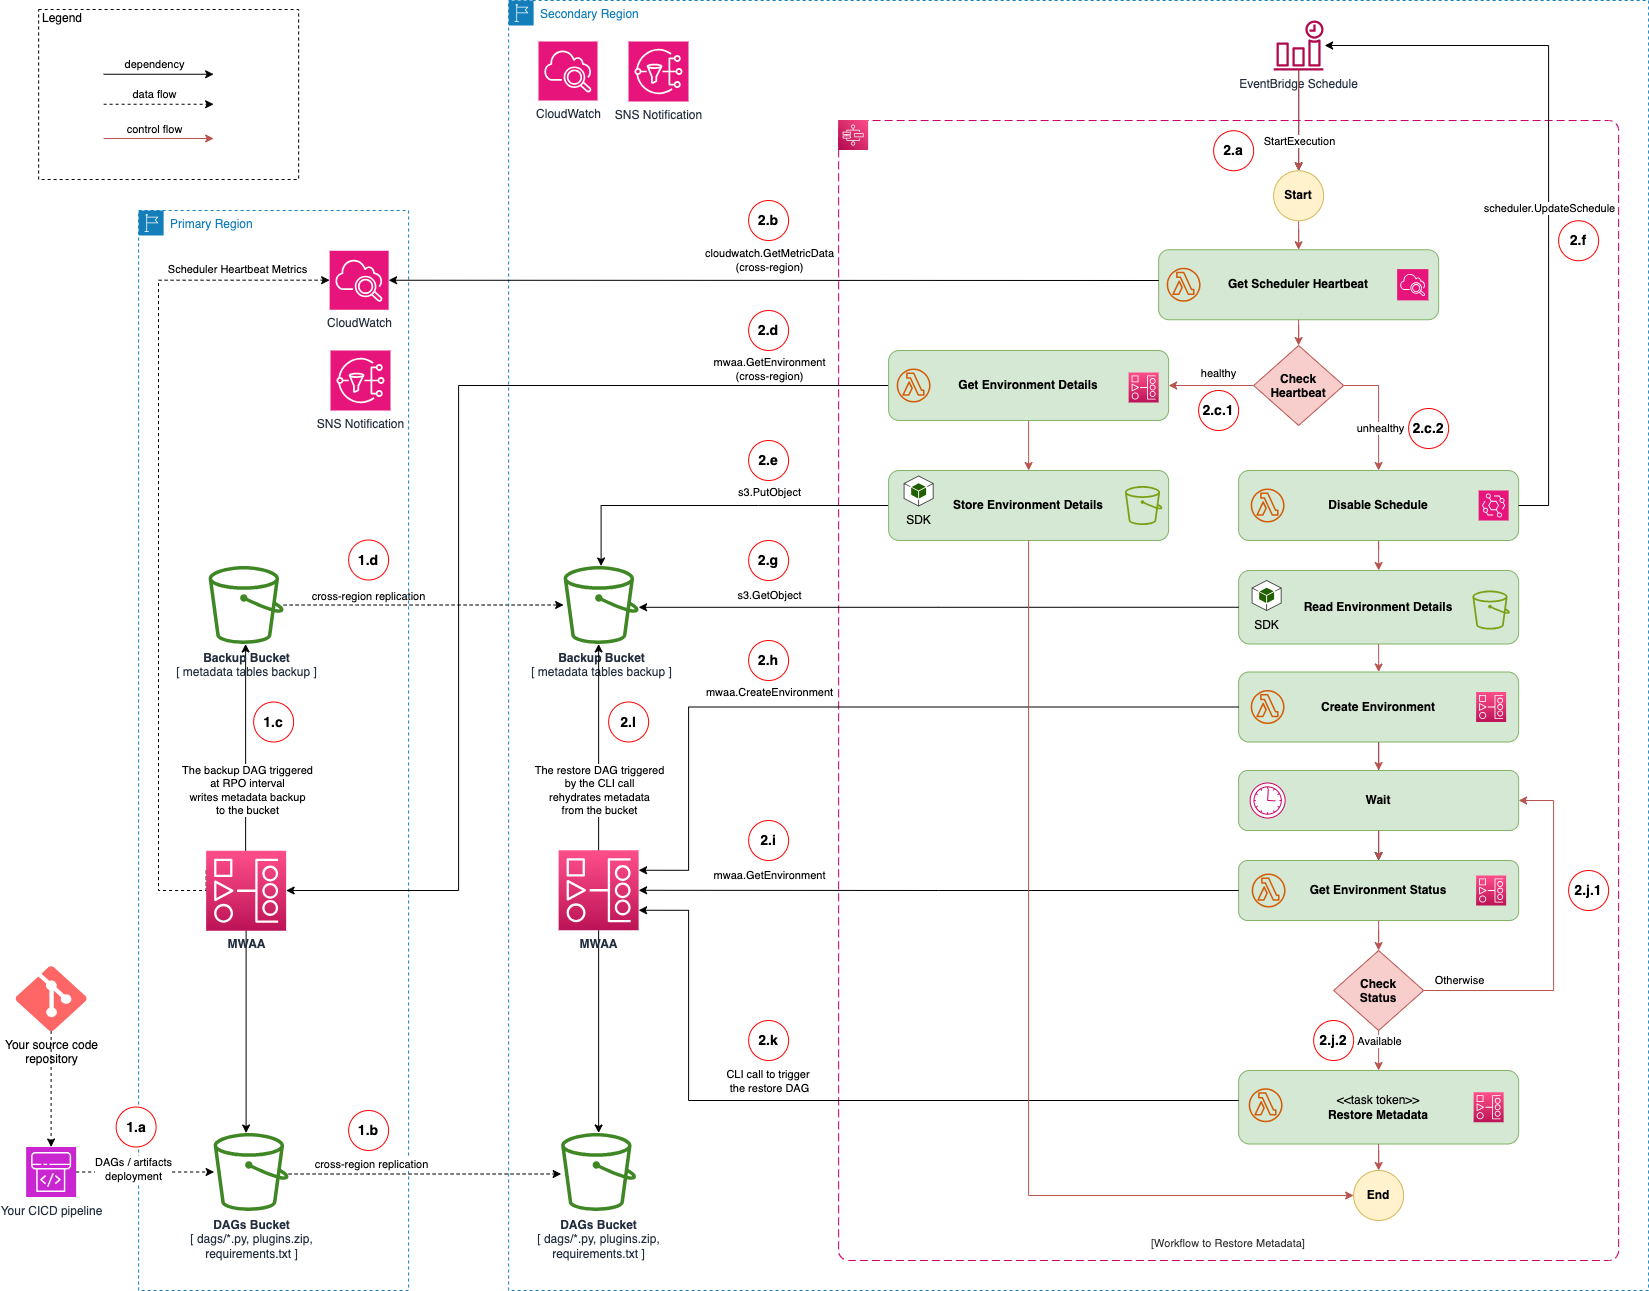 Legend
dependency
data flow
control flow
Secondary Region
CloudWatch
SNS Notification
EventBridge Schedule
2.a
StartExecution
Start
scheduler.UpdateSchedule
2.f
Primary Region
2.b
cloudwatch.GetMetricData
(cross-region)
Scheduler Heartbeat Metrics
CloudWatch
Get Scheduler Heartbeat
SNS Notification
2.d
mwaa.GetEnvironment
(cross-region)
Get Environment Details
healthy
2.c.1
Check
Heartbeat
unhealthy
2.c.2
2.e
s3.PutObject
SDK
Store Environment Details
Disable Schedule
1.d
cross-region replication
2.g
s3.GetObject
SDK
Read Environment Details
Backup Bucket
[ metadata tables backup ]
Backup Bucket
[ metadata tables backup ]
2.h
mwaa.CreateEnvironment
Create Environment
1.c
The backup DAG triggered
at RPO interval
writes metadata backup
to the bucket
2.l
The restore DAG triggered
by the CLI call
rehydrates metadata
from the bucket
Wait
2.i
mwaa.GetEnvironment
Get Environment Status
2.j.1
MWAA
MWAA
Check
Status
Otherwise
2.j.2
Available
Your source code
repository
2.k
CLI call to trigger
the restore DAG
<<task token>>
Restore Metadata
1.a
DAGs / artifacts
deployment
1.b
cross-region replication
Your CICD pipeline
End
DAGs Bucket
[ dags/*.py, plugins.zip,
requirements.txt ]
DAGs Bucket
[ dags/*.py, plugins.zip,
requirements.txt ]
[Workflow to Restore Metadata]